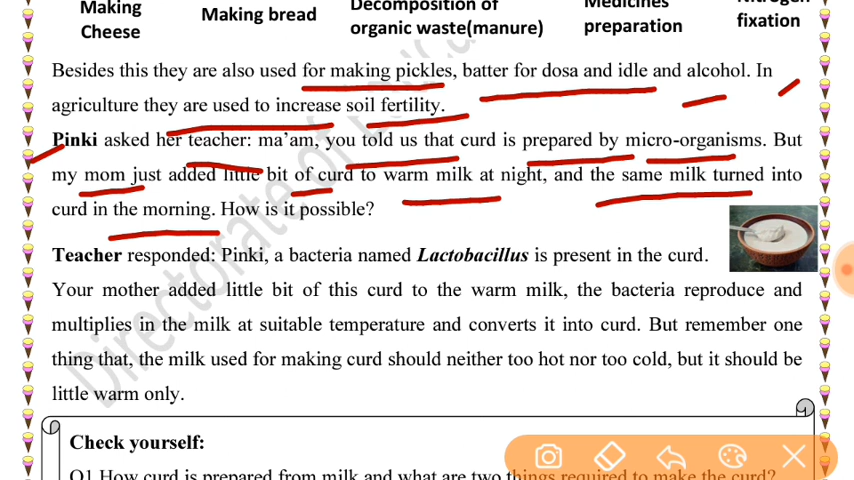 Making Making bread Decomposition of Medicines Nitrogen
Cheese organic waste(manure) preparation fixation
Besides this they are also used for making pickles, batter for dosa and idle and alcohol. In
agriculture they are used to increase soil fertility.
Pinki asked her teacher: ma'am, you told us that curd is prepared by micro-organisms. But
my mom just added little bit of curd to warm milk at night, and the same milk turned into
curd in the morning. How is it possible?
Teacher responded: Pinki, a bacteria named Lactobacillus is present in the curd.
Your mother added little bit of this curd to the warm milk, the bacteria reproduce and
multiplies in the milk at suitable temperature and converts it into curd. But remember one
thing that, the milk used for making curd should neither too hot nor too cold, but it should be
little warm only.
Check yourself:
Q1 How curd is prepared from milk and what are two things required to make the curd?